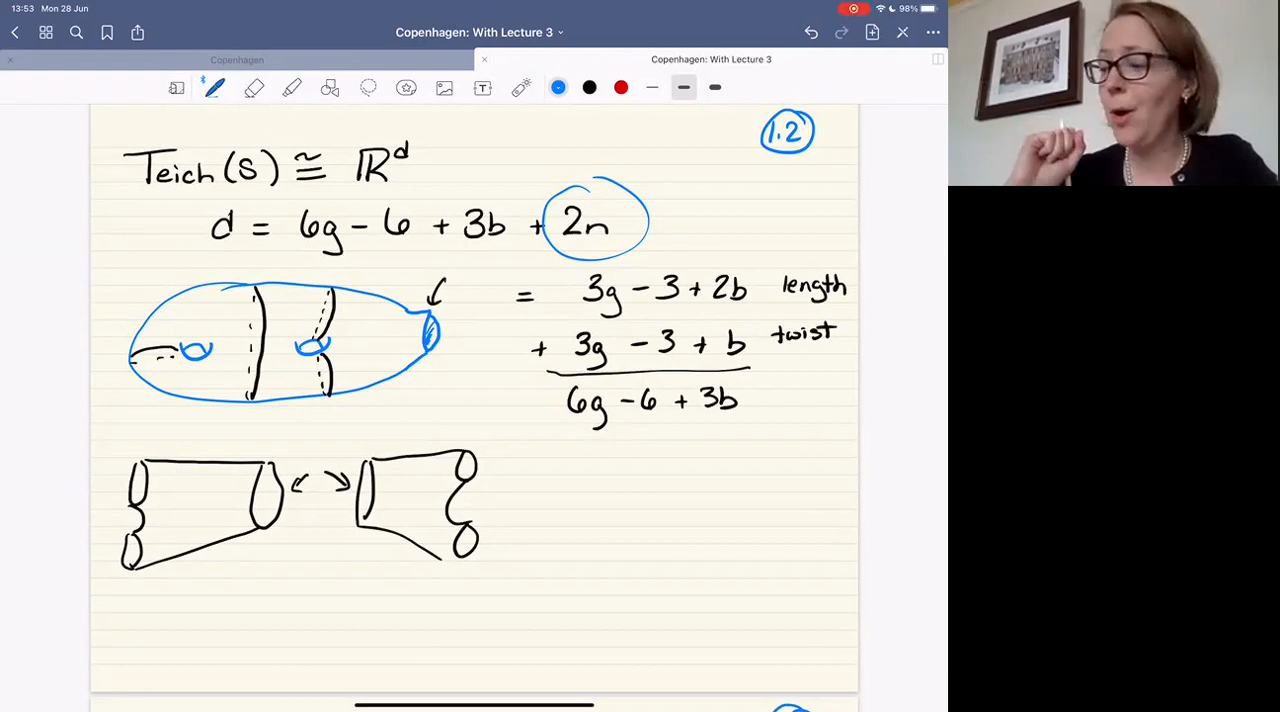 13:53 Mon 28 Jun
98%
Copenhagen: With Lecture 3
Copenhagen
Copenhagen: With Lecture 3
1.2
Teich(S) ≅ ℝ^d
d = 6g - 6 + 3b + 2n
= 3g - 3 + 2b length
+ 3g - 3 + b twist
6g - 6 + 3b